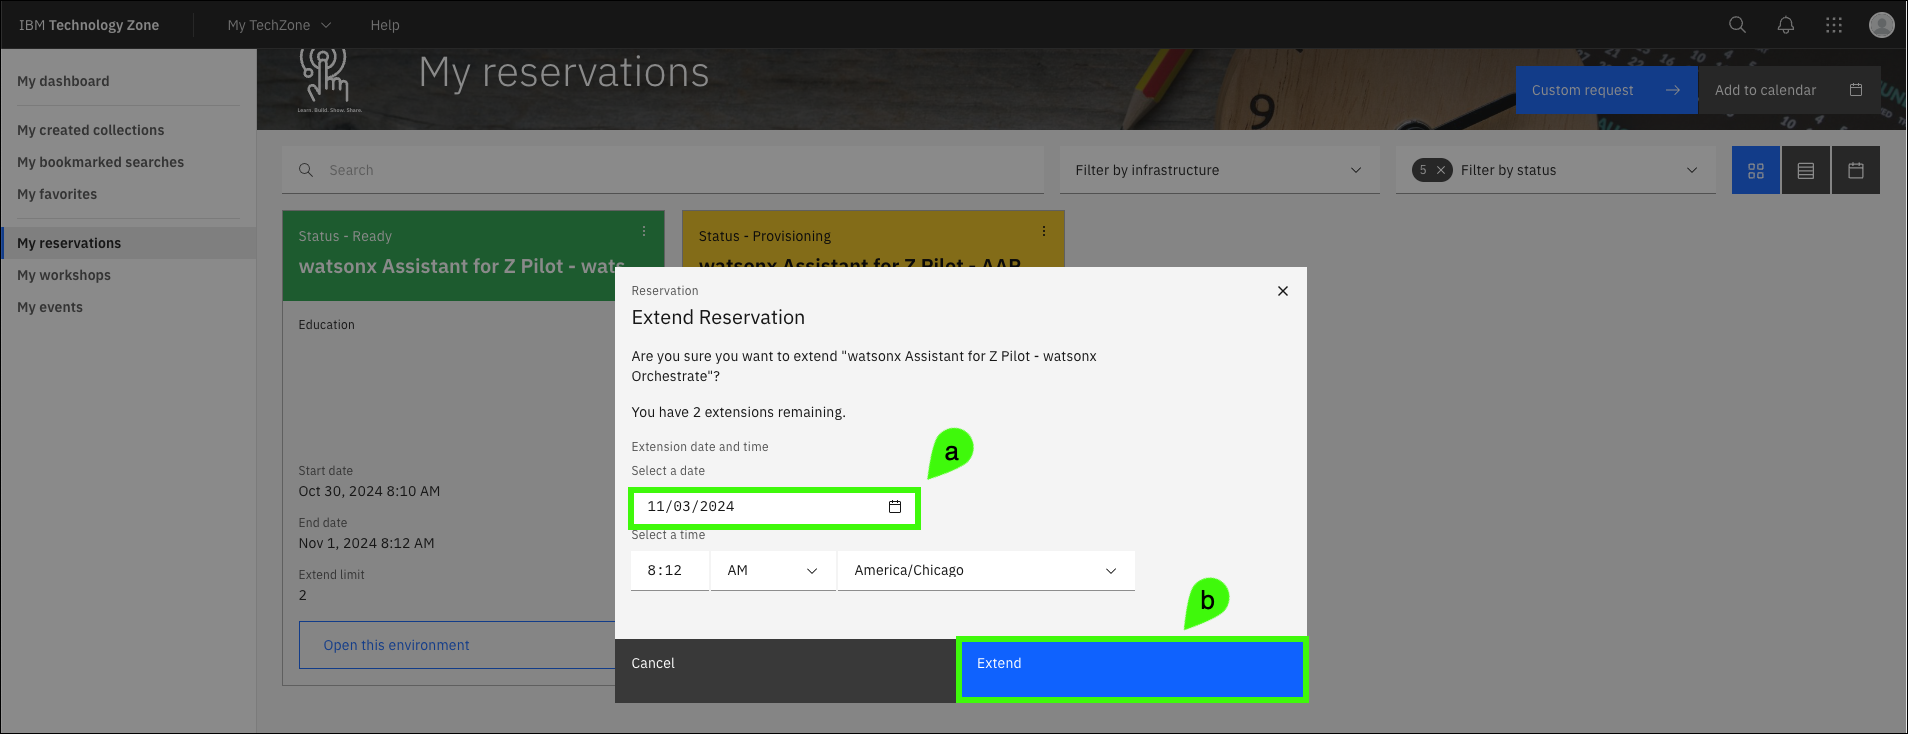 IBM Technology Zone
My TechZone
Help
My dashboard
My created collections
My bookmarked searches
My favorites
My reservations
My workshops
My events
Learn. Build. Show. Share.
My reservations
Custom request
Add to calendar
Search
Filter by infrastructure
5
Filter by status
Status - Ready
watsonx Assistant for Z Pilot - wats
Status - Provisioning
watsonx Assistant for Z Pilot - AAP
Education
Start date
Oct 30, 2024 8:10 AM
End date
Nov 1, 2024 8:12 AM
Extend limit
2
Open this environment
Reservation
Extend Reservation
Are you sure you want to extend "watsonx Assistant for Z Pilot - watsonx
Orchestrate"?
You have 2 extensions remaining.
Extension date and time
Select a date
a
11/03/2024
Select a time
8:12
AM
America/Chicago
b
Cancel
Extend